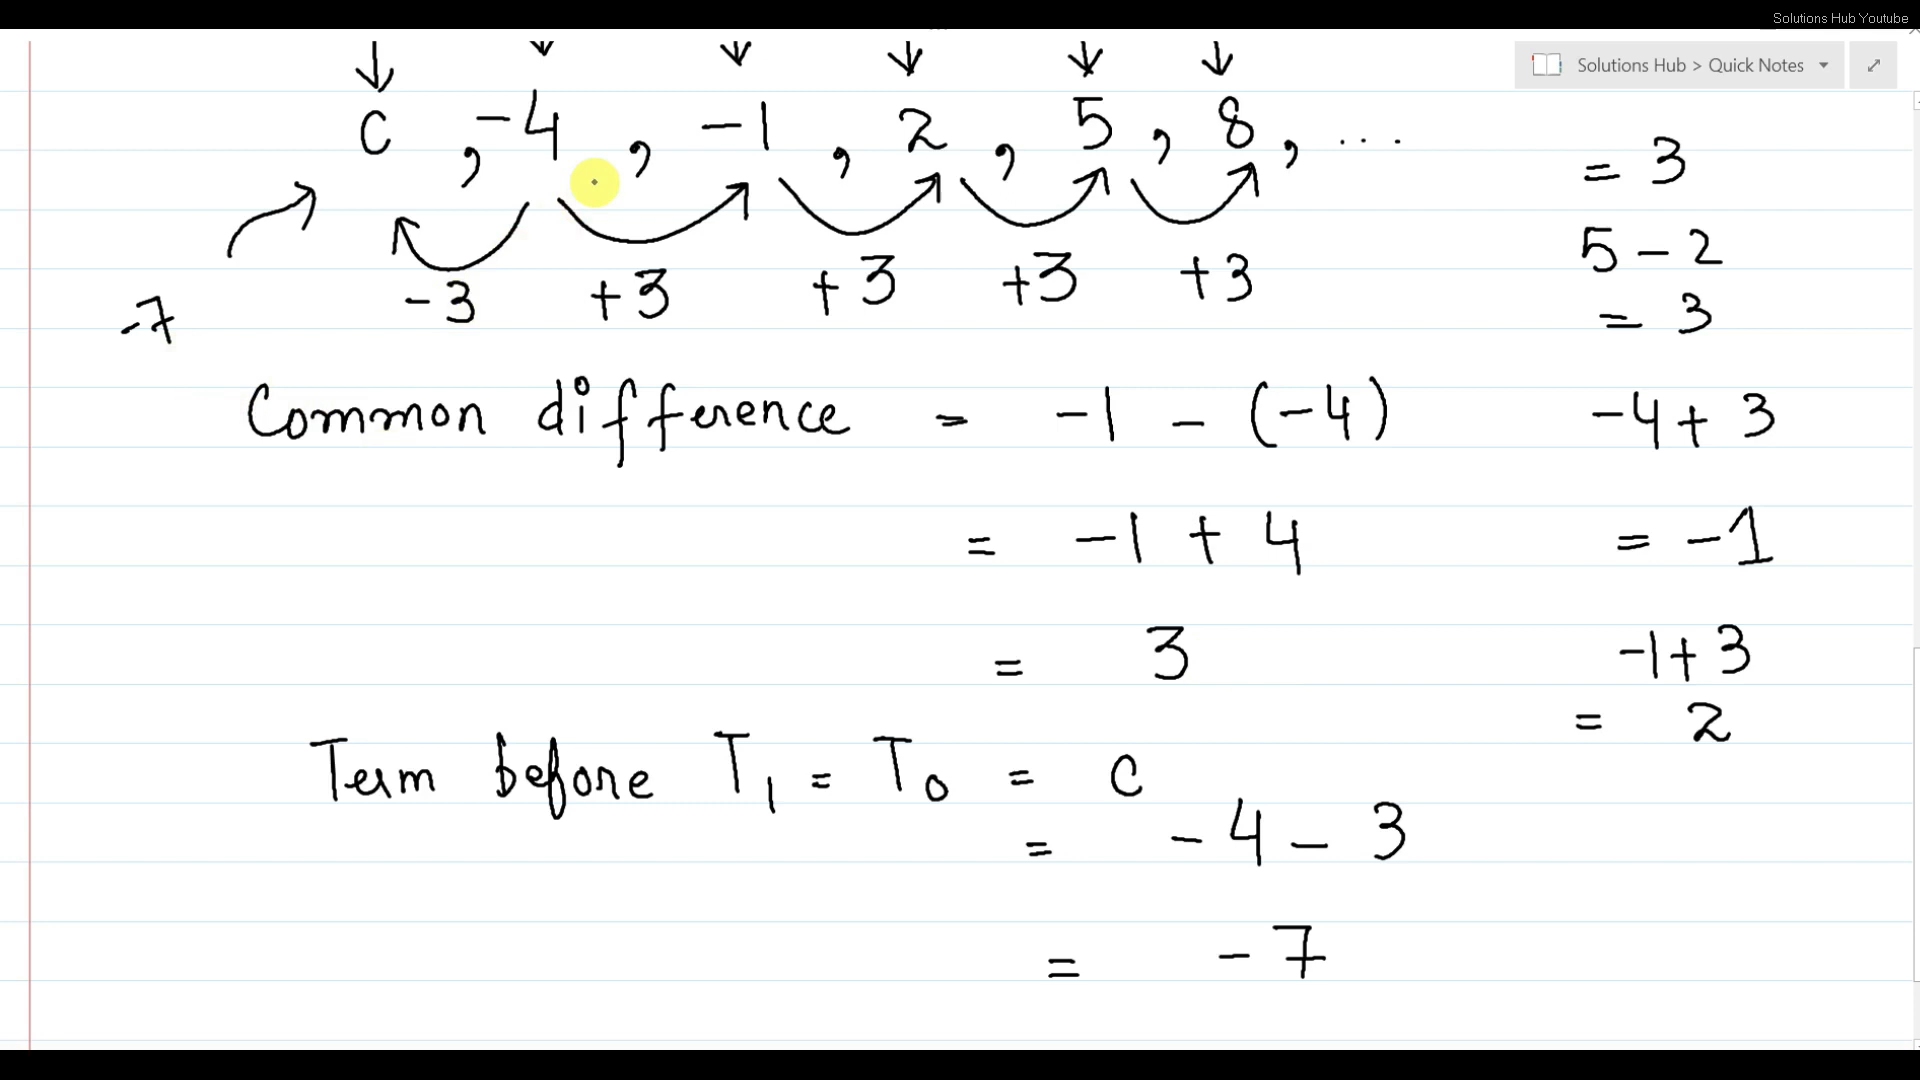 Solutions Hub Youtube
Solutions Hub > Quick Notes
c , -4 , -1 , 2 , 5 , 8 , ...
-3 +3 +3 +3 +3
-7
= 3
5 - 2
= 3
Common difference = -1 - (-4)
= -1 + 4
= 3
-4 + 3
= -1
-1 + 3
= 2
Term before T₁ = T₀ = c
= -4 - 3
= -7